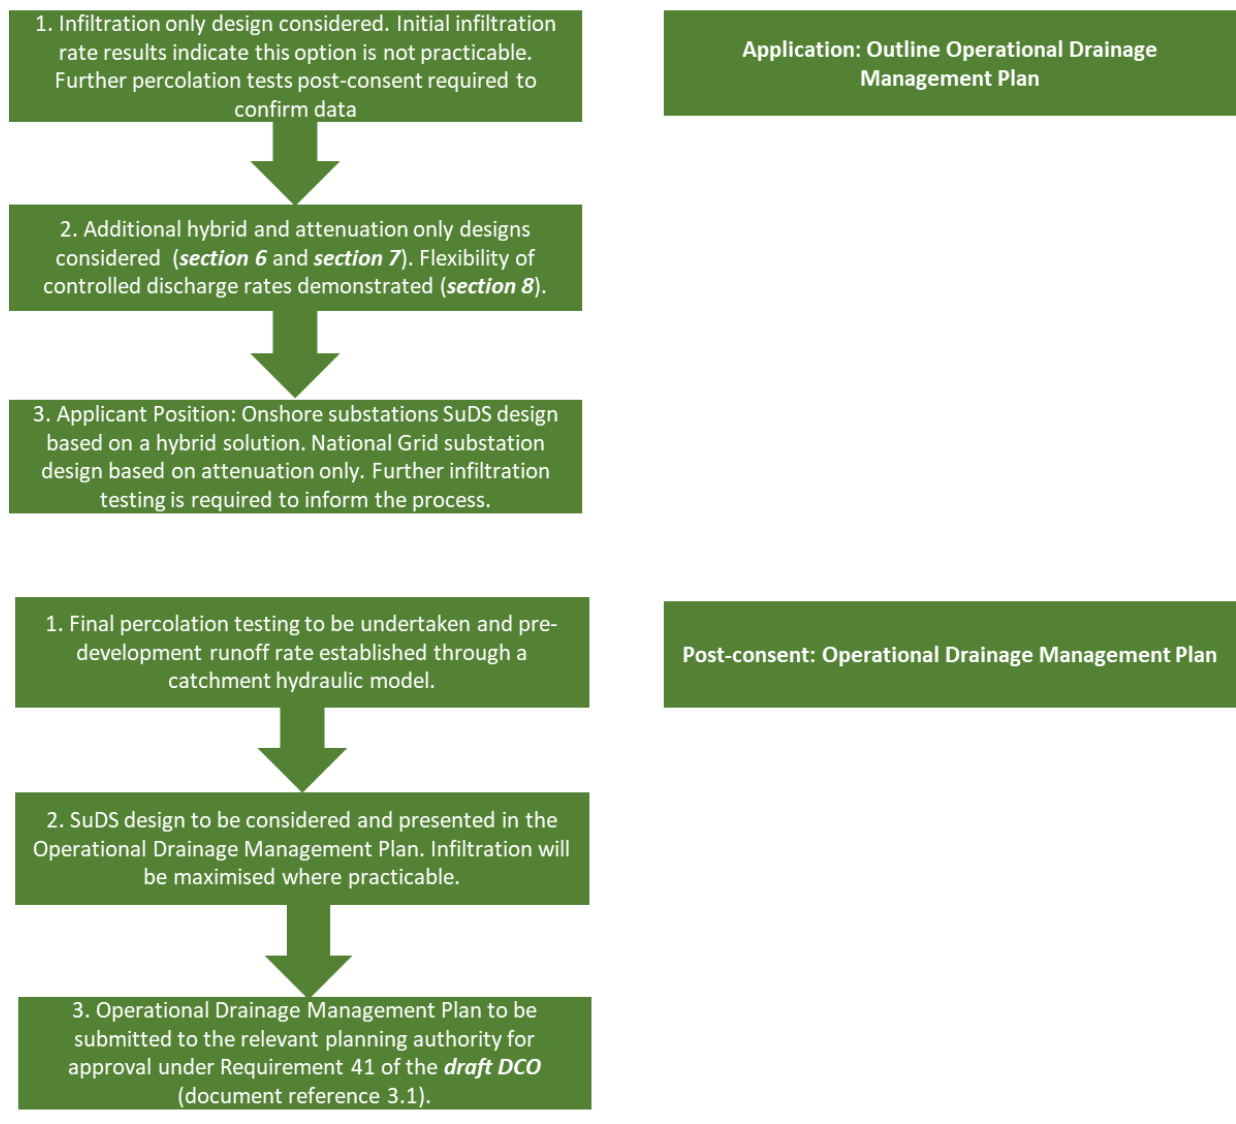 1. Infiltration only design considered. Initial infiltration
rate results indicate this option is not practicable.
Further percolation tests post-consent required to
confirm data
Application: Outline Operational Drainage
Management Plan
2. Additional hybrid and attenuation only designs
considered (section 6 and section 7). Flexibility of
controlled discharge rates demonstrated (section 8).
3. Applicant Position: Onshore substations SuDS design
based on a hybrid solution. National Grid substation
design based on attenuation only. Further infiltration
testing is required to inform the process.
1. Final percolation testing to be undertaken and pre-
development runoff rate established through a
catchment hydraulic model.
Post-consent: Operational Drainage Management Plan
2. SuDS design to be considered and presented in the
Operational Drainage Management Plan. Infiltration will
be maximised where practicable.
3. Operational Drainage Management Plan to be
submitted to the relevant planning authority for
approval under Requirement 41 of the draft DCO
(document reference 3.1).